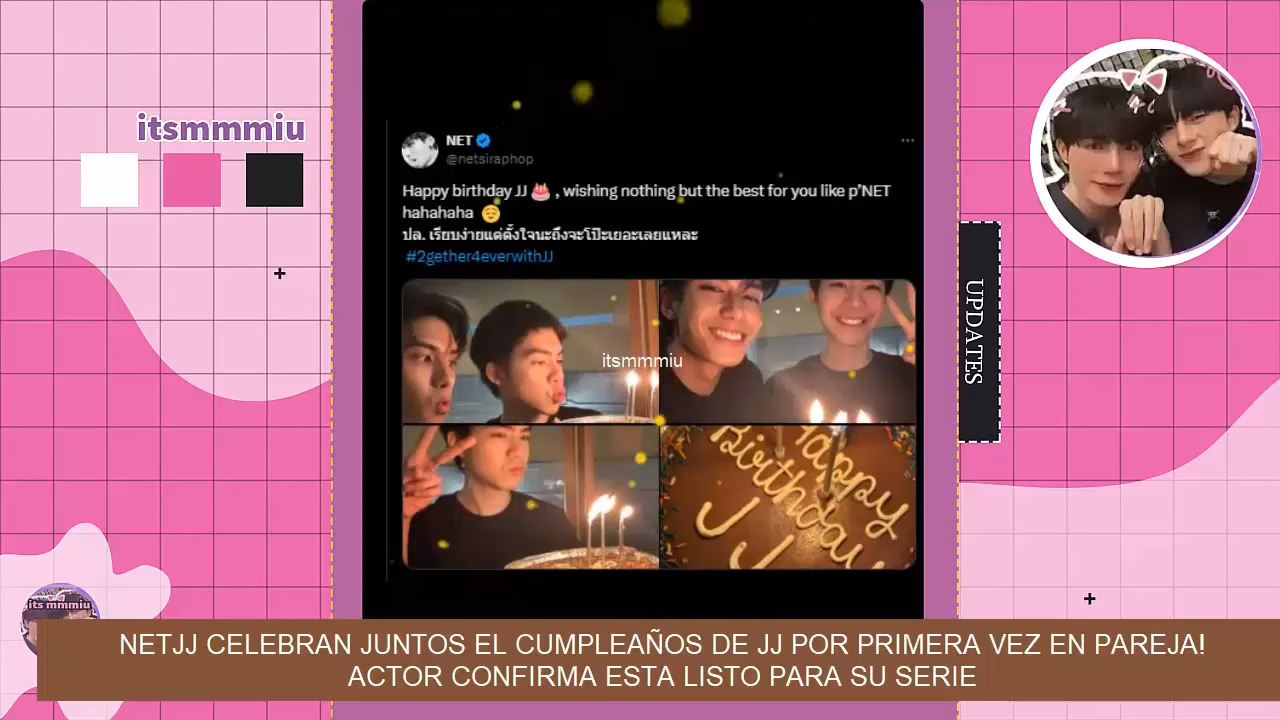 itsmmmiu
NET
@netsiraphop
Happy birthday JJ 🎂 , wishing nothing but the best for you like p'NET
hahahaha 😌
ปล. เรียบง่ายแต่ตั้งใจนะถึงจะโป๊ะเยอะเลยแหละ
#2gether4everwithJJ
itsmmmiu
Happy
Birthday
JJ
UPDATES
its mmmiu
NETJJ CELEBRAN JUNTOS EL CUMPLEAÑOS DE JJ POR PRIMERA VEZ EN PAREJA!
ACTOR CONFIRMA ESTA LISTO PARA SU SERIE